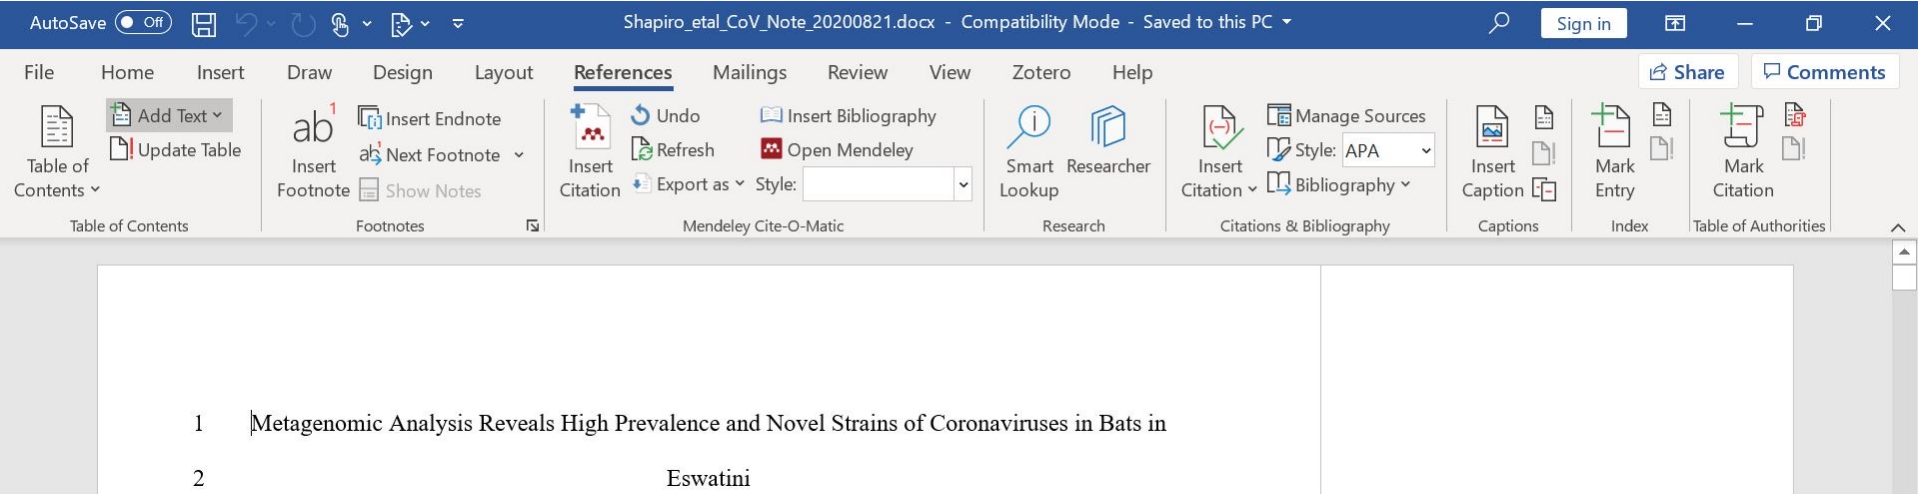 AutoSave Off Shapiro_etal_CoV_Note_20200821.docx - Compatibility Mode - Saved to this PC Sign in
File Home Insert Draw Design Layout References Mailings Review View Zotero Help Share Comments
Table of Contents
Add Text
Update Table
Table of Contents
ab1
Insert Footnote
Insert Endnote
Next Footnote
Show Notes
Footnotes
Insert Citation
Undo
Refresh
Export as
Insert Bibliography
Open Mendeley
Style:
Mendeley Cite-O-Matic
Smart Lookup
Researcher
Research
Insert Citation
Manage Sources
Style: APA
Bibliography
Citations & Bibliography
Insert Caption
Captions
Mark Entry
Index
Mark Citation
Table of Authorities
1 Metagenomic Analysis Reveals High Prevalence and Novel Strains of Coronaviruses in Bats in
2 Eswatini